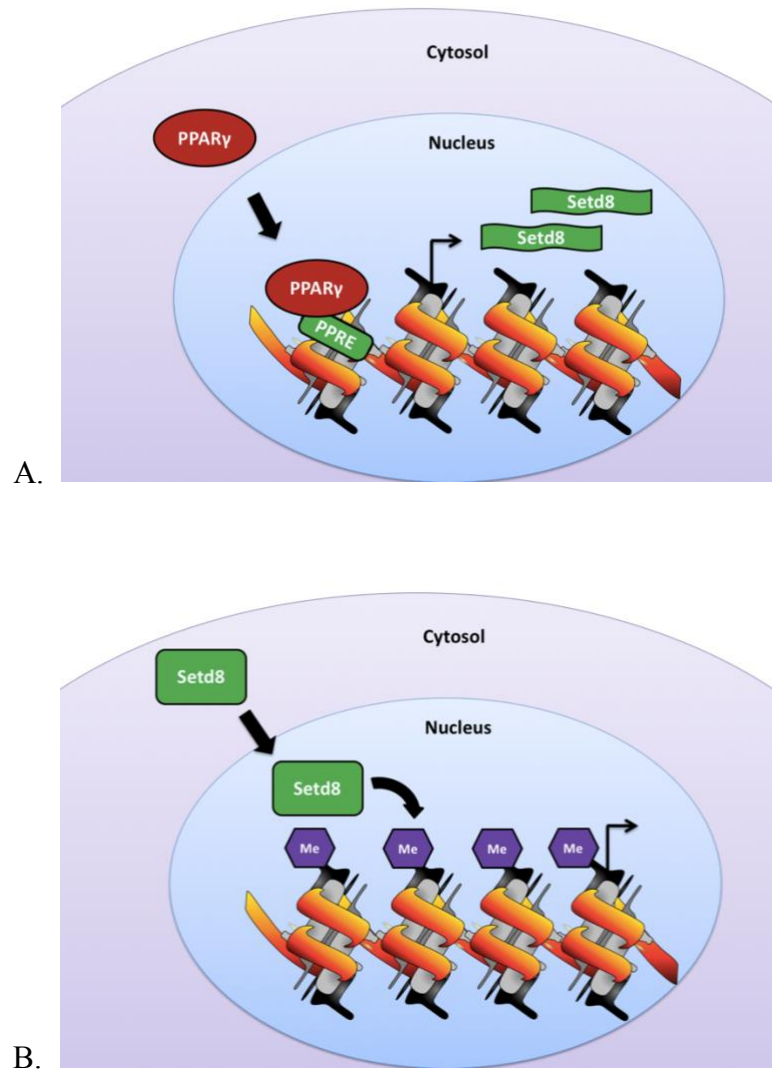 Cytosol
PPARγ
Nucleus
Setd8
Setd8
PPARγ
PPRE
A.
Cytosol
Setd8
Nucleus
Setd8
Me Me Me Me
B.